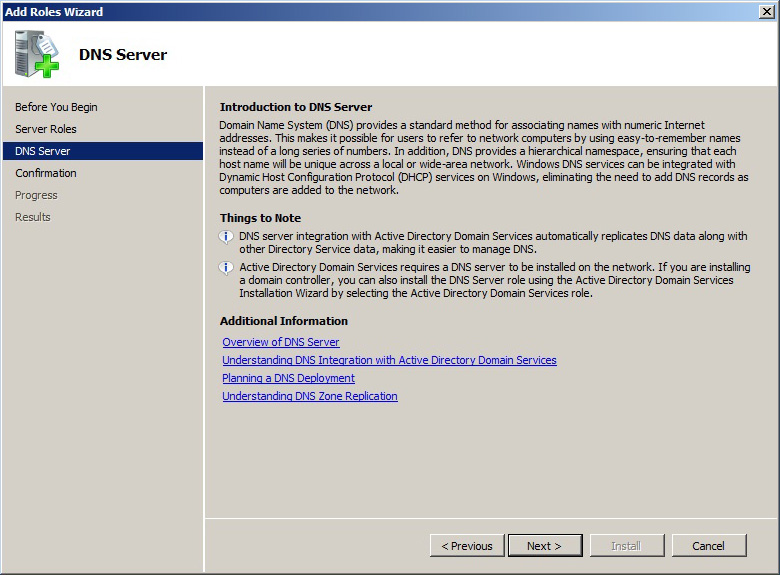 Add Roles Wizard
DNS Server
Before You Begin
Server Roles
DNS Server
Confirmation
Progress
Results
Introduction to DNS Server
Domain Name System (DNS) provides a standard method for associating names with numeric Internet
addresses. This makes it possible for users to refer to network computers by using easy-to-remember names
instead of a long series of numbers. In addition, DNS provides a hierarchical namespace, ensuring that each
host name will be unique across a local or wide-area network. Windows DNS services can be integrated with
Dynamic Host Configuration Protocol (DHCP) services on Windows, eliminating the need to add DNS records as
computers are added to the network.
Things to Note
DNS server integration with Active Directory Domain Services automatically replicates DNS data along with
other Directory Service data, making it easier to manage DNS.
Active Directory Domain Services requires a DNS server to be installed on the network. If you are installing
a domain controller, you can also install the DNS Server role using the Active Directory Domain Services
Installation Wizard by selecting the Active Directory Domain Services role.
Additional Information
Overview of DNS Server
Understanding DNS Integration with Active Directory Domain Services
Planning a DNS Deployment
Understanding DNS Zone Replication
< Previous
Next >
Install
Cancel